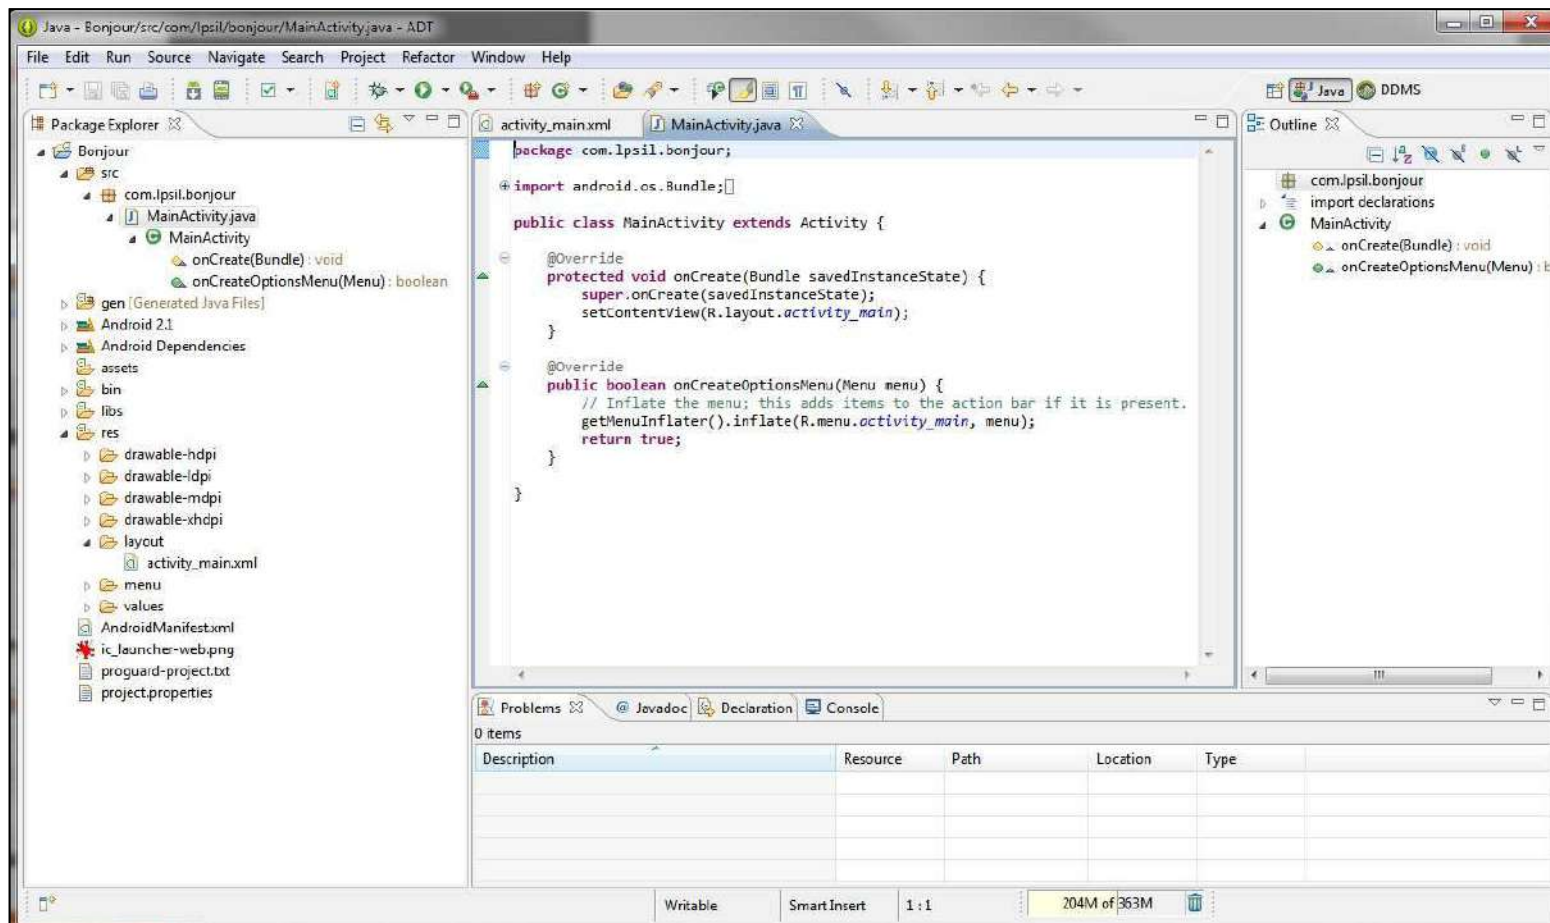 Java - Bonjour/src/com/lpsil/bonjour/MainActivity.java - ADT
File Edit Run Source Navigate Search Project Refactor Window Help
Java DDMS
Package Explorer
Bonjour
src
com.lpsil.bonjour
MainActivity.java
MainActivity
onCreate(Bundle) : void
onCreateOptionsMenu(Menu) : boolean
gen [Generated Java Files]
Android 2.1
Android Dependencies
assets
bin
libs
res
drawable-hdpi
drawable-ldpi
drawable-mdpi
drawable-xhdpi
layout
activity_main.xml
menu
values
AndroidManifest.xml
ic_launcher-web.png
proguard-project.txt
project.properties
activity_main.xml MainActivity.java
package com.lpsil.bonjour;
import android.os.Bundle;
public class MainActivity extends Activity {
@Override
protected void onCreate(Bundle savedInstanceState) {
super.onCreate(savedInstanceState);
setContentView(R.layout.activity_main);
}
@Override
public boolean onCreateOptionsMenu(Menu menu) {
// Inflate the menu; this adds items to the action bar if it is present.
getMenuInflater().inflate(R.menu.activity_main, menu);
return true;
}
}
Outline
com.lpsil.bonjour
import declarations
MainActivity
onCreate(Bundle) : void
onCreateOptionsMenu(Menu) : b
Problems @ Javadoc Declaration Console
0 items
Description Resource Path Location Type
Writable Smart Insert 1 : 1 204M of 363M